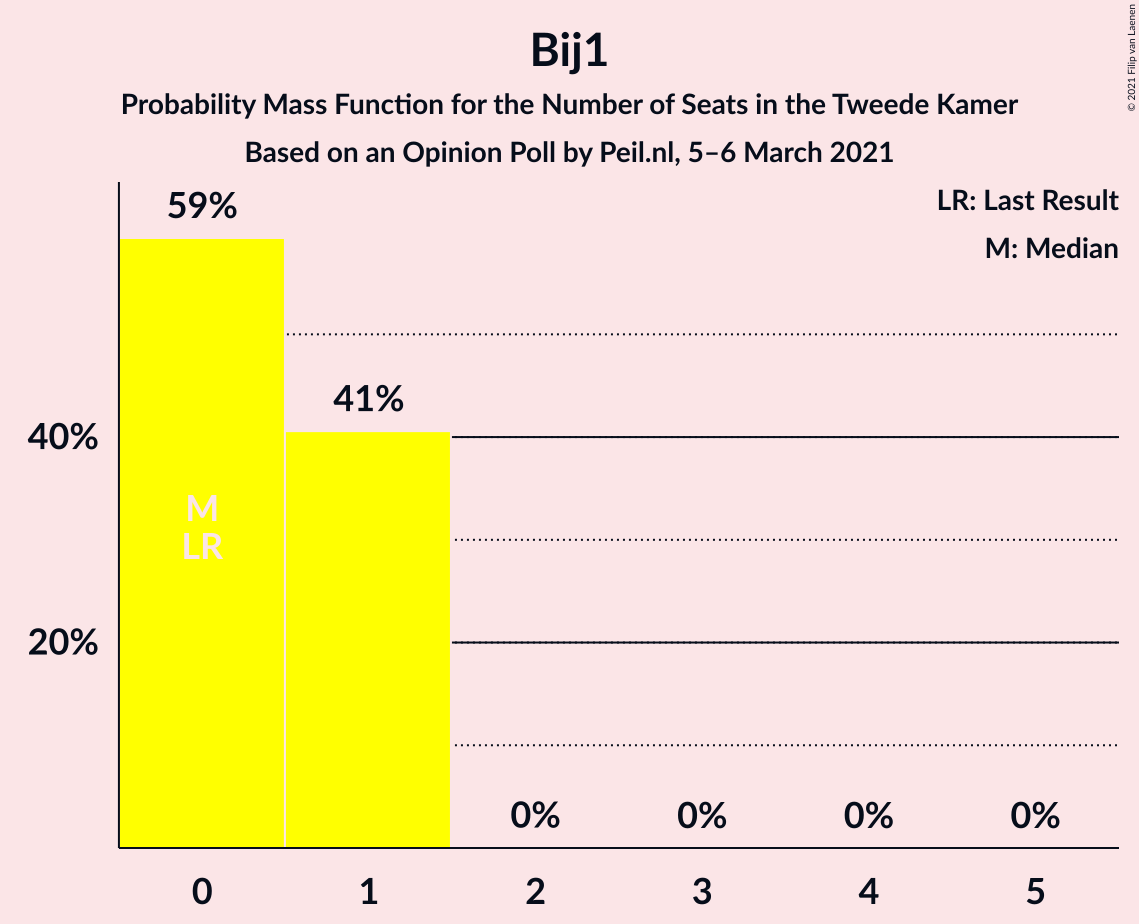 Bij1
Probability Mass Function for the Number of Seats in the Tweede Kamer
Based on an Opinion Poll by Peil.nl, 5–6 March 2021
© 2021 Filip van Laenen
LR: Last Result
M: Median
59%
41%
40%
M
LR
20%
0% 0% 0% 0%
0 1 2 3 4 5